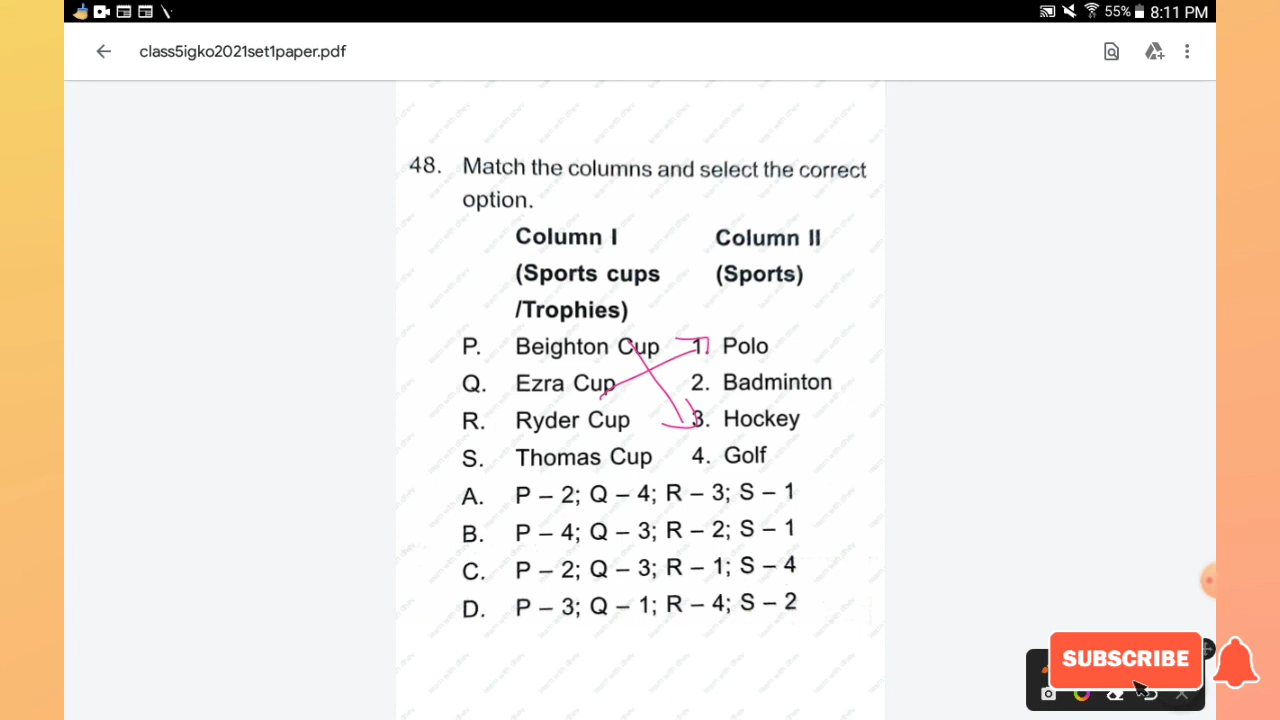 55% 8:11 PM
class5igko2021set1paper.pdf
48. Match the columns and select the correct
option.
Column I Column II
(Sports cups (Sports)
/Trophies)
P. Beighton Cup 1. Polo
Q. Ezra Cup 2. Badminton
R. Ryder Cup 3. Hockey
S. Thomas Cup 4. Golf
A. P – 2; Q – 4; R – 3; S – 1
B. P – 4; Q – 3; R – 2; S – 1
C. P – 2; Q – 3; R – 1; S – 4
D. P – 3; Q – 1; R – 4; S – 2
SUBSCRIBE